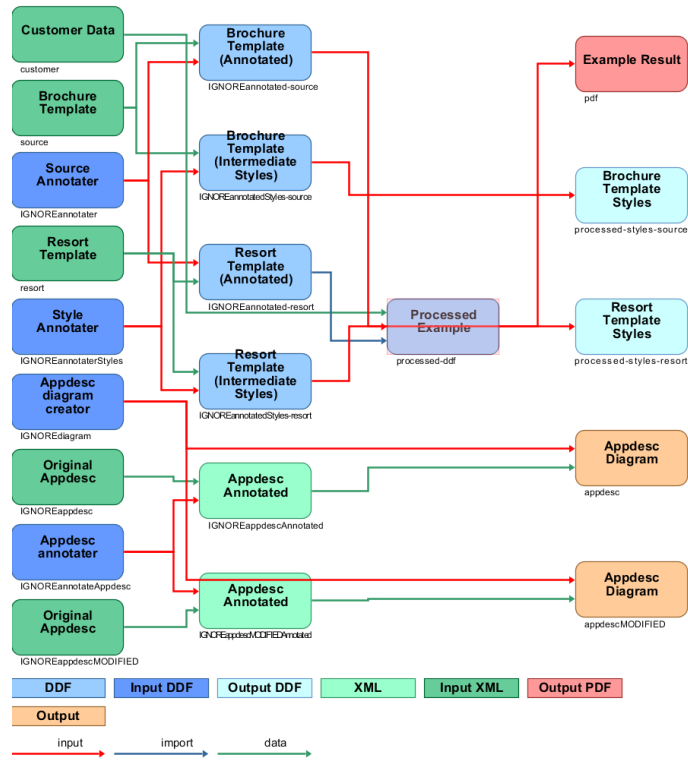 Customer Data
customer
Brochure
Template
source
Source
Annotater
IGNOREannotater
Resort
Template
resort
Style
Annotater
IGNOREannotaterStyles
Appdesc
diagram
creator
IGNOREdiagram
Original
Appdesc
IGNOREappdesc
Appdesc
annotater
IGNOREannotateAppdesc
Original
Appdesc
IGNOREappdescMODIFIED
Brochure
Template
(Annotated)
IGNOREannotated-source
Brochure
Template
(Intermediate
Styles)
IGNOREannotatedStyles-source
Resort
Template
(Annotated)
IGNOREannotated-resort
Resort
Template
(Intermediate
Styles)
IGNOREannotatedStyles-resort
Appdesc
Annotated
IGNOREappdescAnnotated
Appdesc
Annotated
IGNOREappdescMODIFIEDAnnotated
Processed
Example
processed-ddf
Example Result
pdf
Brochure
Template
Styles
processed-styles-source
Resort
Template
Styles
processed-styles-resort
Appdesc
Diagram
appdesc
Appdesc
Diagram
appdescMODIFIED
DDF
Input DDF
Output DDF
XML
Input XML
Output PDF
Output
input
import
data